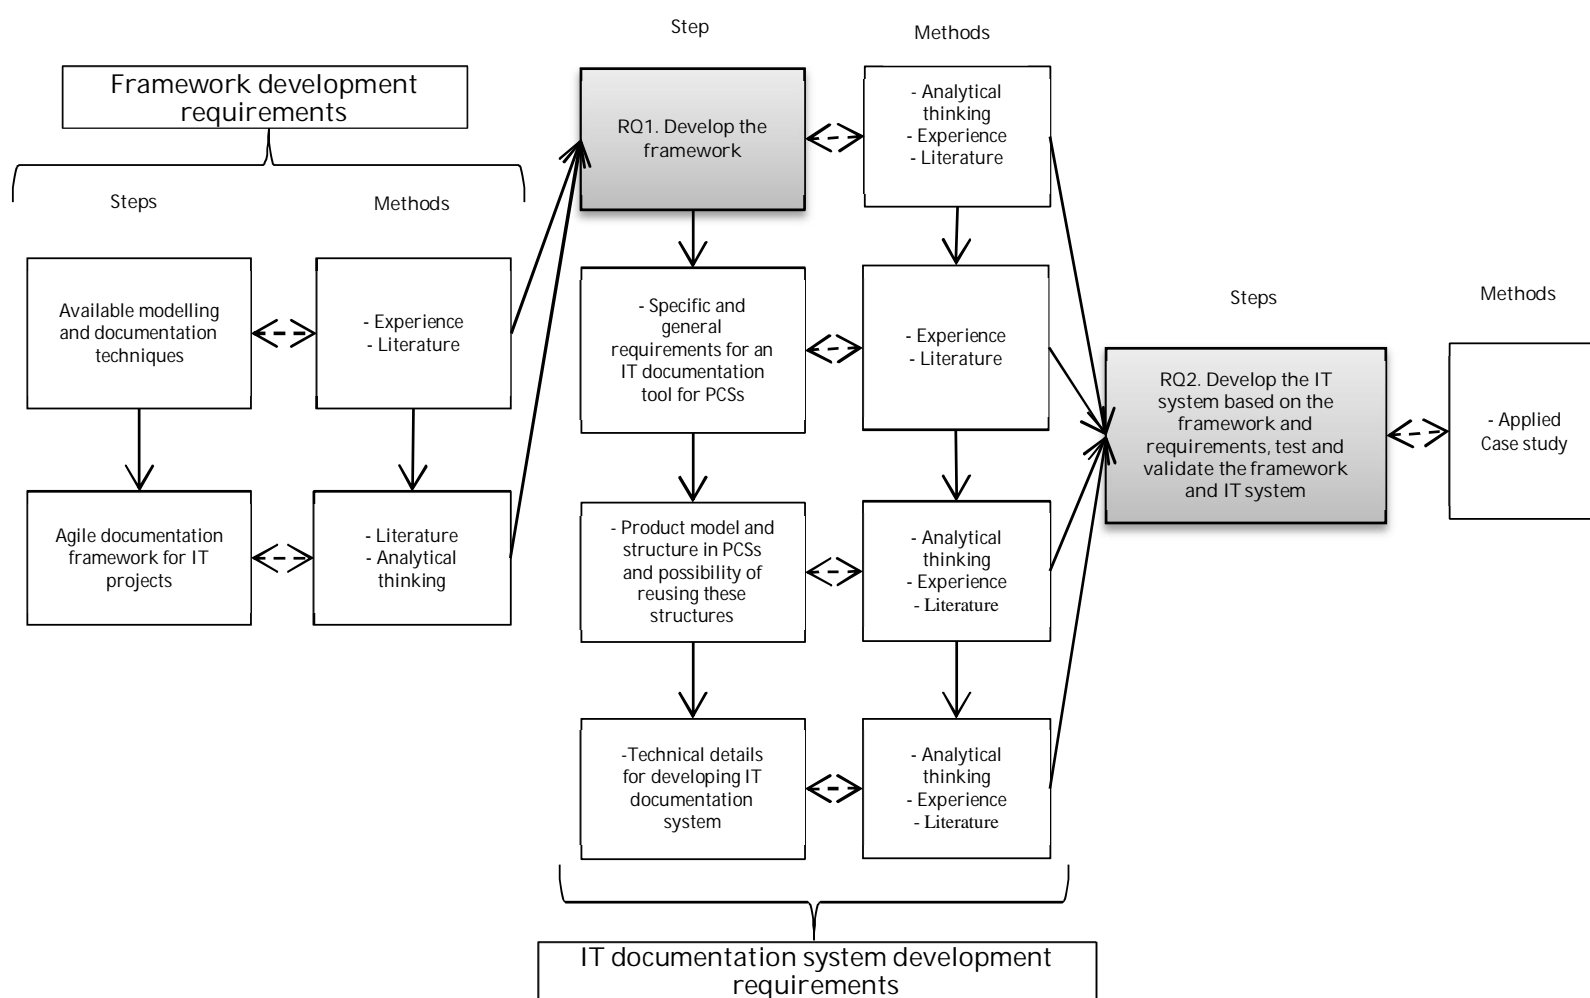 Framework development
requirements
Steps
Methods
Available modelling
and documentation
techniques
- Experience
- Literature
Agile documentation
framework for IT
projects
- Literature
- Analytical
thinking
Step
Methods
RQ1. Develop the
framework
- Analytical
thinking
- Experience
- Literature
- Specific and
general
requirements for an
IT documentation
tool for PCSs
- Experience
- Literature
- Product model and
structure in PCSs
and possibility of
reusing these
structures
- Analytical
thinking
- Experience
- Literature
-Technical details
for developing IT
documentation
system
- Analytical
thinking
- Experience
- Literature
IT documentation system development
requirements
Steps
Methods
RQ2. Develop the IT
system based on the
framework and
requirements, test and
validate the framework
and IT system
- Applied
Case study